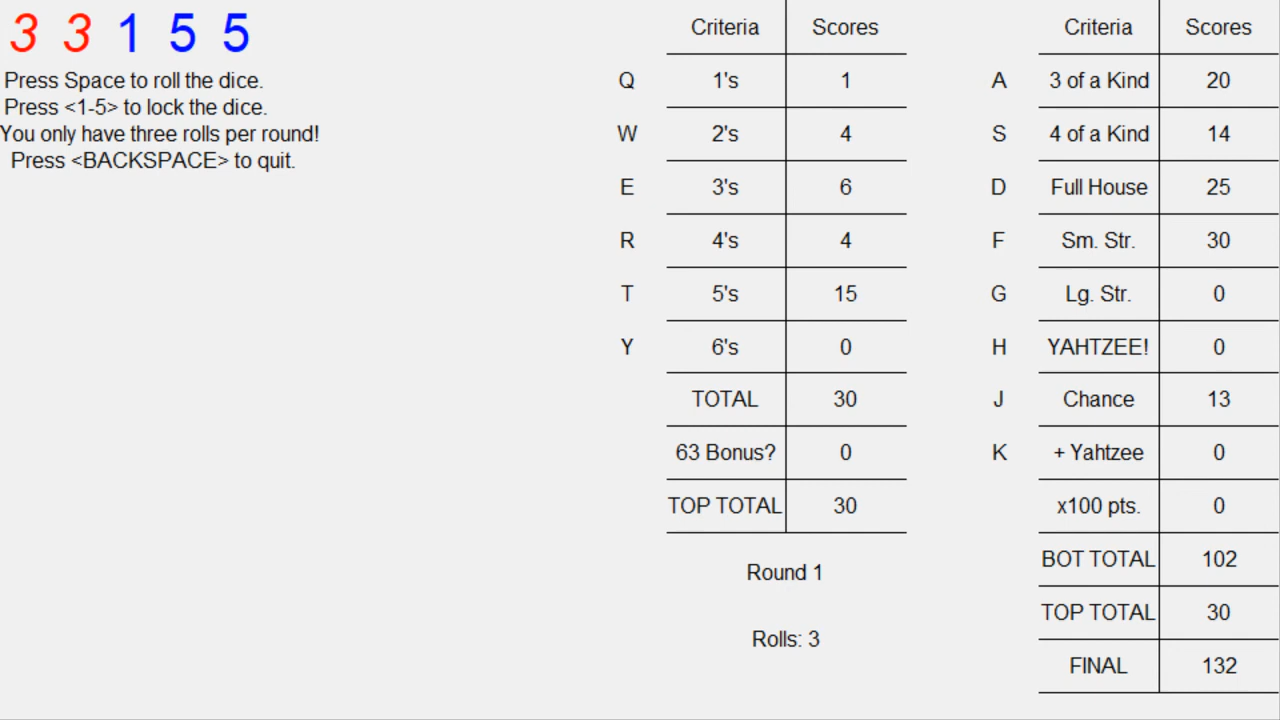 3 3 1 5 5
Press Space to roll the dice.
Press <1-5> to lock the dice.
You only have three rolls per round!
Press <BACKSPACE> to quit.
Criteria Scores
Q 1's 1
W 2's 4
E 3's 6
R 4's 4
T 5's 15
Y 6's 0
TOTAL 30
63 Bonus? 0
TOP TOTAL 30
Round 1
Rolls: 3
Criteria Scores
A 3 of a Kind 20
S 4 of a Kind 14
D Full House 25
F Sm. Str. 30
G Lg. Str. 0
H YAHTZEE! 0
J Chance 13
K + Yahtzee 0
x100 pts. 0
BOT TOTAL 102
TOP TOTAL 30
FINAL 132